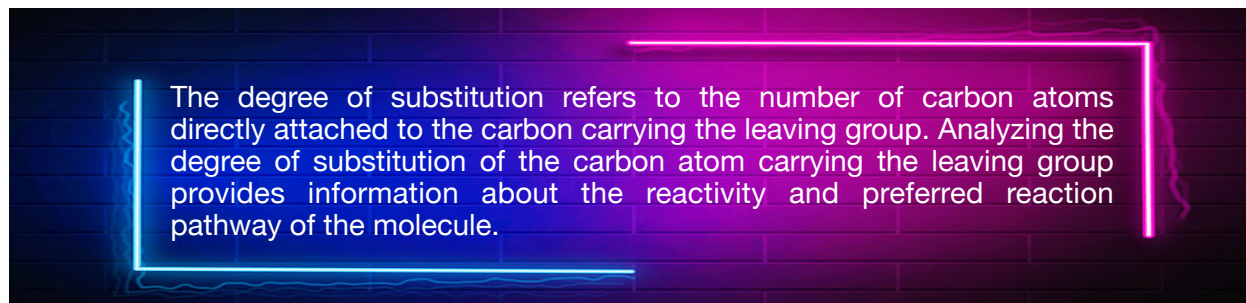 The degree of substitution refers to the number of carbon atoms
directly attached to the carbon carrying the leaving group. Analyzing the
degree of substitution of the carbon atom carrying the leaving group
provides information about the reactivity and preferred reaction
pathway of the molecule.